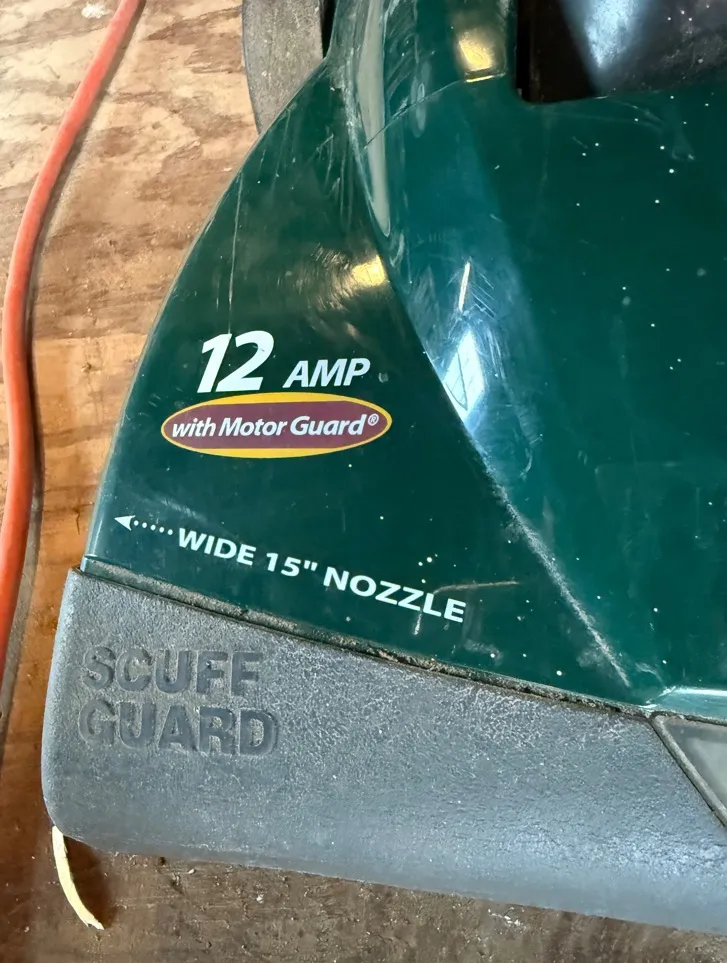 12 AMP
with Motor Guard®
WIDE 15" NOZZLE
SCUFF
GUARD